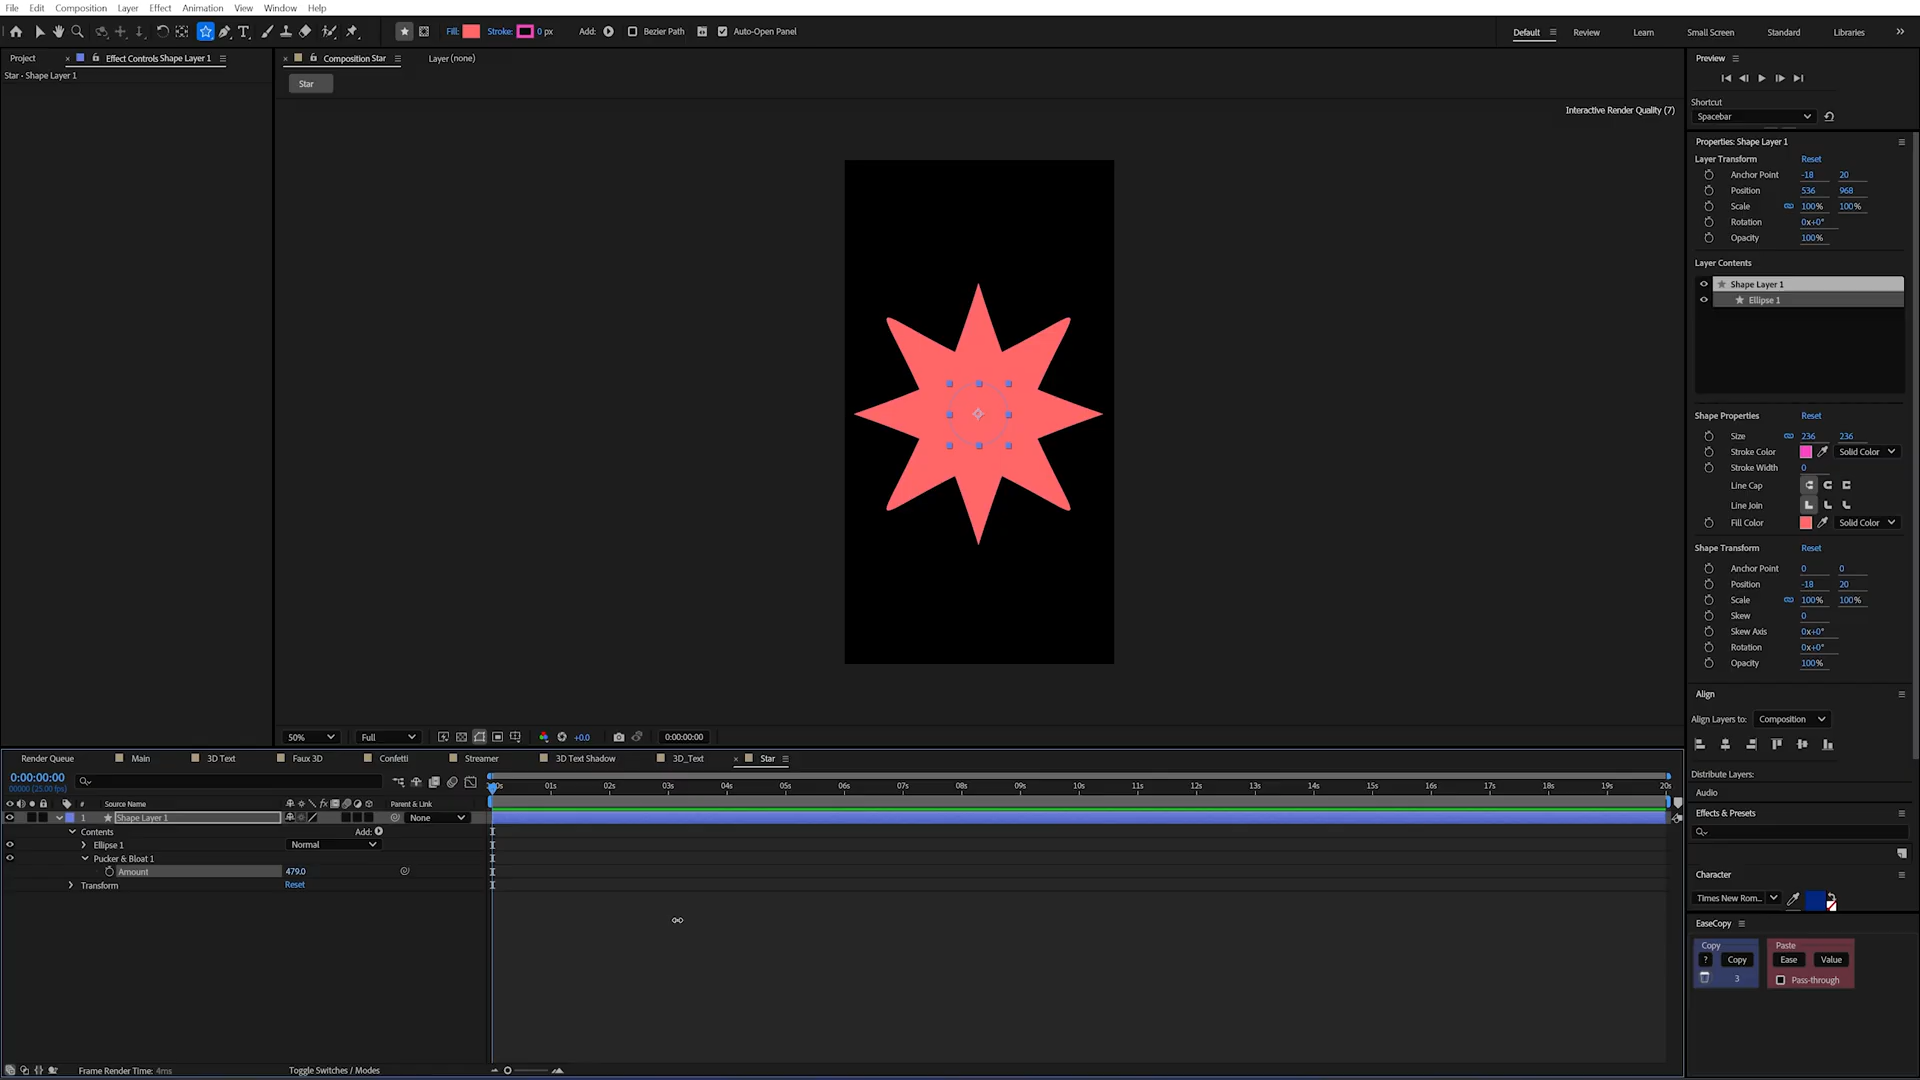 File Edit Composition Layer Effect Animation View Window Help
Fill: Stroke: 0 px Add: Bezier Path Auto-Open Panel Default Review Learn Small Screen Standard Libraries
Project Effect Controls Shape Layer 1 Composition Star Layer (none)
Star · Shape Layer 1
Star
Interactive Render Quality (7)
Preview
Shortcut
Spacebar
Properties: Shape Layer 1
Layer Transform Reset
Anchor Point -18 20
Position 536 968
Scale 100% 100%
Rotation 0x+0°
Opacity 100%
Layer Contents
Shape Layer 1
Ellipse 1
Shape Properties Reset
Size 236 236
Stroke Color Solid Color
Stroke Width 0
Line Cap
Line Join
Fill Color Solid Color
Shape Transform Reset
Anchor Point 0 0
Position -18 20
Scale 100% 100%
Skew 0
Skew Axis 0x+0°
Rotation 0x+0°
Opacity 100%
Align
Align Layers to: Composition
Distribute Layers:
Audio
Effects & Presets
Character
Times New Rom...
EaseCopy
Copy Paste
? Copy Ease Value
3 Pass-through
50% Full +0.0 0:00:00:00
Render Queue Main 3D Text Faux 3D Confetti Streamer 3D Text Shadow 3D_Text Star
0:00:00:00
00000 (25.00 fps)
01s 02s 03s 04s 05s 06s 07s 08s 09s 10s 11s 12s 13s 14s 15s 16s 17s 18s 19s 20s
# Source Name fx Parent & Link
1 Shape Layer 1 None
Contents Add:
Ellipse 1 Normal
Pucker & Bloat 1
Amount 479.0
Transform Reset
Frame Render Time: 4ms Toggle Switches / Modes